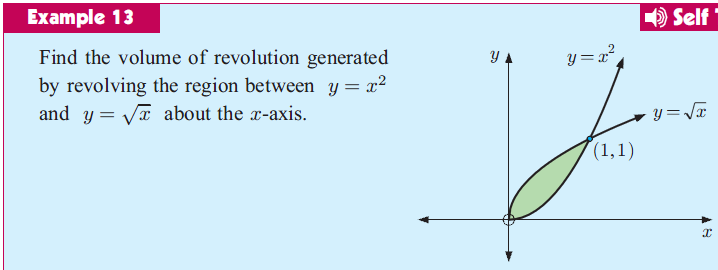 Example 13
Self
Find the volume of revolution generated
by revolving the region between y = x²
and y = √x about the x-axis.
y
y = x²
y = √x
(1, 1)
x